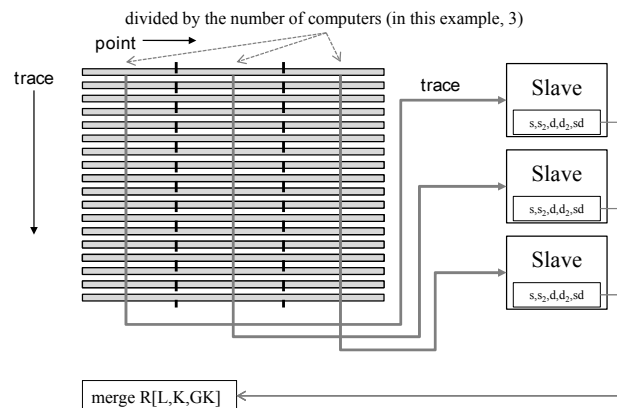 divided by the number of computers (in this example, 3)
point
trace
trace
Slave
s,s₂,d,d₂,sd
Slave
s,s₂,d,d₂,sd
Slave
s,s₂,d,d₂,sd
merge R[L,K,GK]